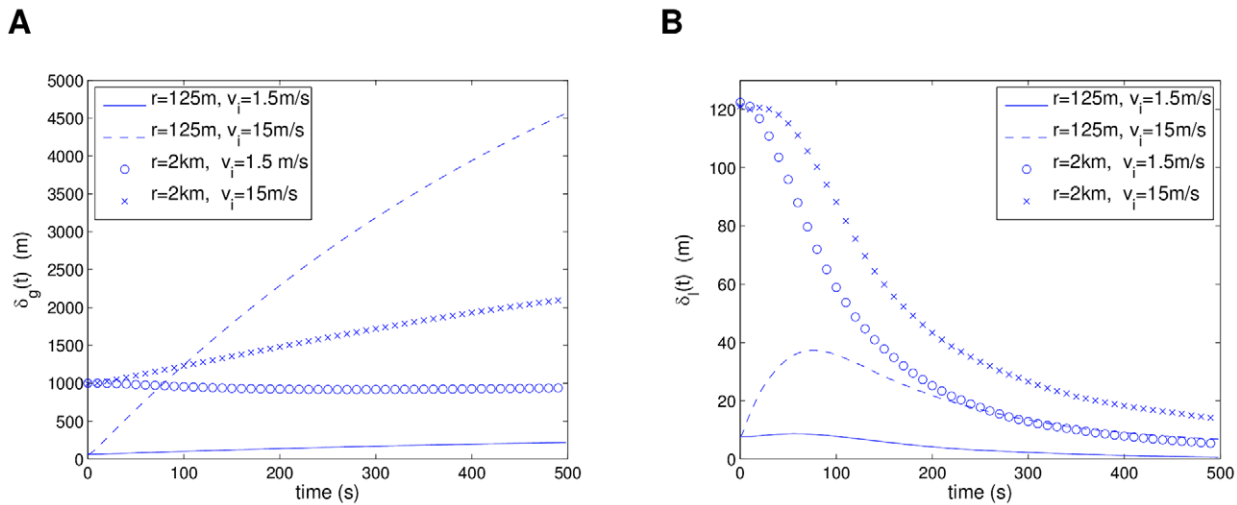 A
B
5000
4500
4000
3500
3000
2500
2000
1500
1000
500
0
δg(t) (m)
r=125m, vi=1.5m/s
r=125m, vi=15m/s
r=2km, vi=1.5 m/s
r=2km, vi=15m/s
0 100 200 300 400 500
time (s)
120
100
80
60
40
20
0
δl(t) (m)
r=125m, vi=1.5m/s
r=125m, vi=15m/s
r=2km, vi=1.5m/s
r=2km, vi=15m/s
0 100 200 300 400 500
time (s)